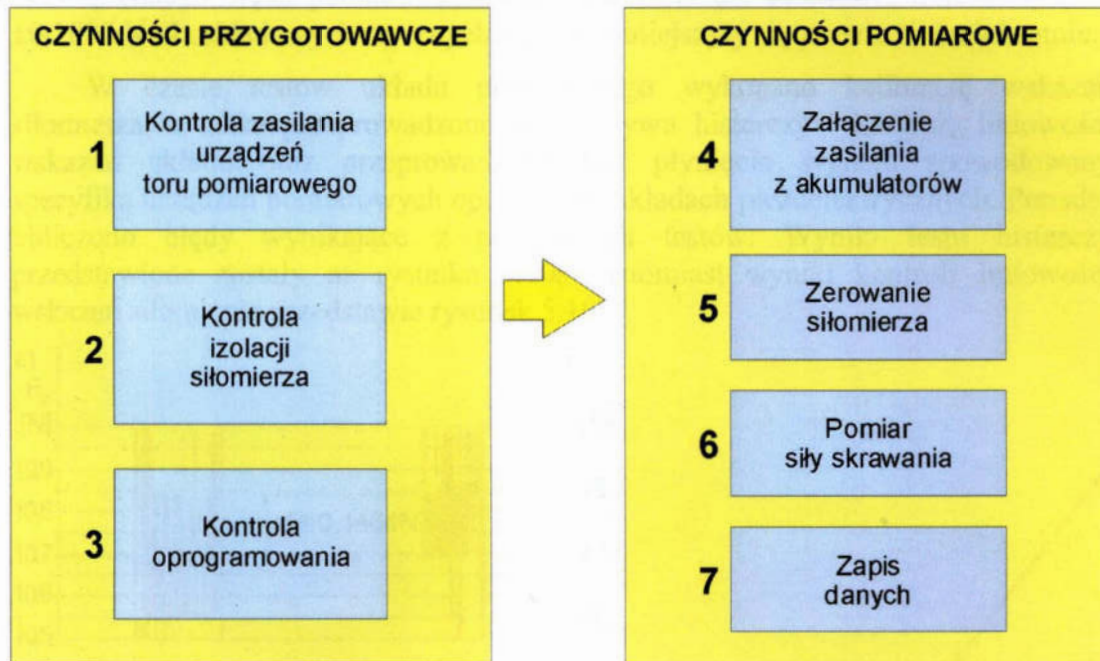 CZYNNOŚCI PRZYGOTOWAWCZE
1
Kontrola zasilania
urządzeń
toru pomiarowego
2
Kontrola
izolacji
siłomierza
3
Kontrola
oprogramowania
CZYNNOŚCI POMIAROWE
4
Załączenie
zasilania
z akumulatorów
5
Zerowanie
siłomierza
6
Pomiar
siły skrawania
7
Zapis
danych